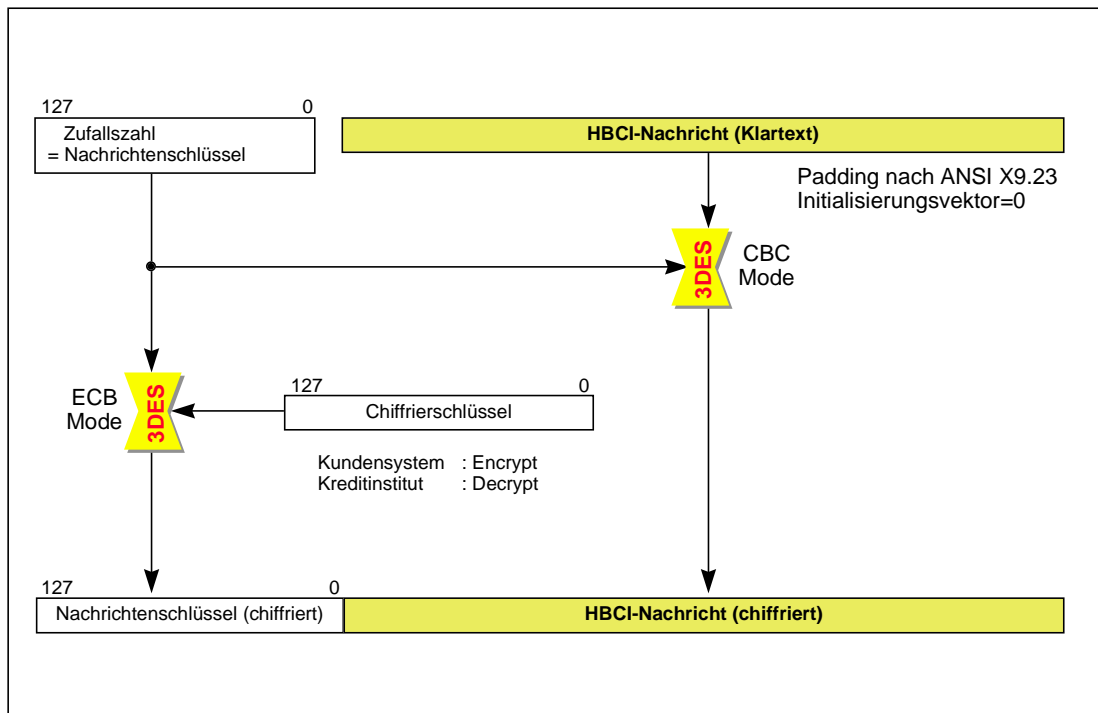 127 0
Zufallszahl
= Nachrichtenschlüssel
HBCI-Nachricht (Klartext)
Padding nach ANSI X9.23
Initialisierungsvektor=0
3DES
CBC
Mode
ECB
Mode
3DES
127 0
Chiffrierschlüssel
Kundensystem : Encrypt
Kreditinstitut : Decrypt
127 0
Nachrichtenschlüssel (chiffriert)
HBCI-Nachricht (chiffriert)